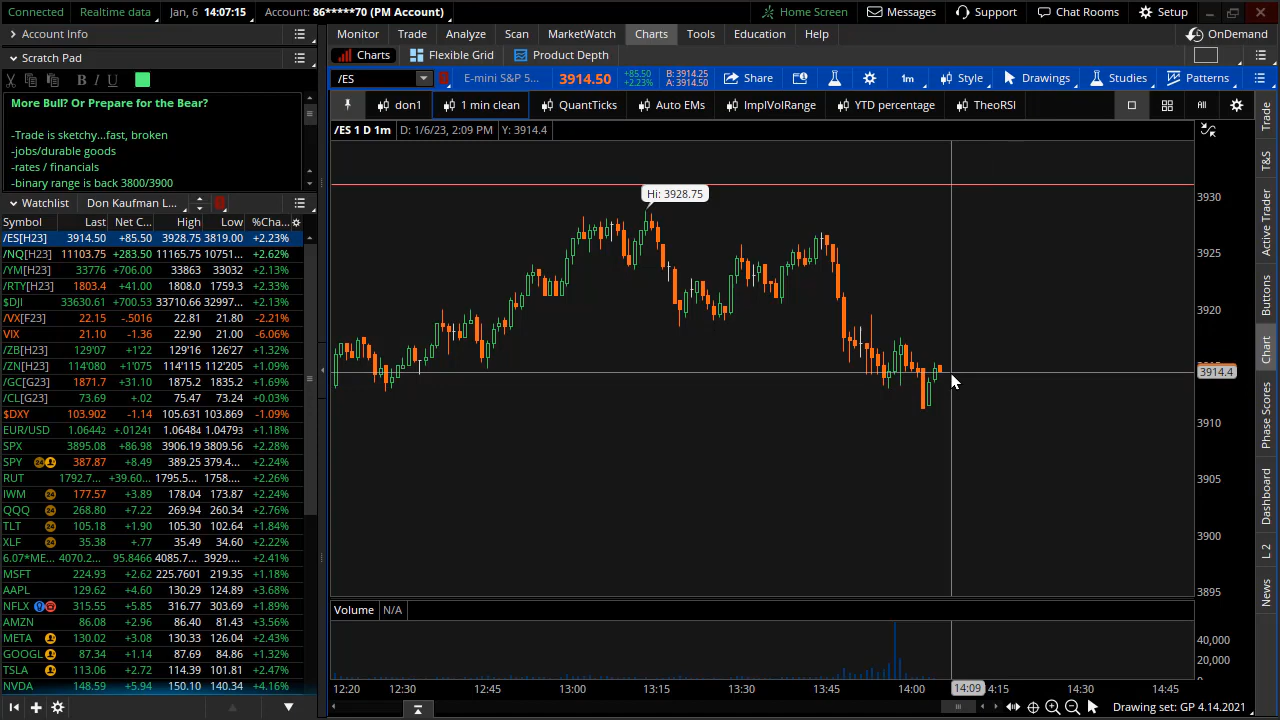 Connected Realtime data Jan, 6 14:07:15 Account: 86*****70 (PM Account) Home Screen Messages Support Chat Rooms Setup
Account Info
Monitor Trade Analyze Scan MarketWatch Charts Tools Education Help OnDemand
Scratch Pad
Charts Flexible Grid Product Depth
B I U
/ES E-mini S&P 5... 3914.50 +85.50 +2.23% B: 3914.25 A: 3914.50 Share 1m Style Drawings Studies Patterns
More Bull? Or Prepare for the Bear?
-Trade is sketchy...fast, broken
-jobs/durable goods
-rates / financials
-binary range is back 3800/3900
don1 1 min clean QuantTicks Auto EMs ImplVolRange YTD percentage TheoRSI All
/ES 1 D 1m D: 1/6/23, 2:09 PM Y: 3914.4
Watchlist Don Kaufman L...
Symbol Last Net C... High Low %Cha...
/ES[H23] 3914.50 +85.50 3928.75 3819.00 +2.23%
/NQ[H23] 11103.75 +283.50 11165.75 10751... +2.62%
/YM[H23] 33776 +706.00 33863 33032 +2.13%
/RTY[H23] 1803.4 +41.00 1808.0 1759.3 +2.33%
$DJI 33630.61 +700.53 33710.66 32997... +2.13%
/VX[F23] 22.15 -.5016 22.81 21.80 -2.21%
VIX 21.10 -1.36 22.90 21.00 -6.06%
/ZB[H23] 129'07 +1'22 129'16 126'27 +1.32%
/ZN[H23] 114'080 +1'075 114'115 112'205 +1.09%
/GC[G23] 1871.7 +31.10 1875.2 1835.2 +1.69%
/CL[G23] 73.69 +.02 75.47 73.24 +0.03%
$DXY 103.902 -1.14 105.631 103.869 -1.09%
EUR/USD 1.06442 +.01241 1.06484 1.04793 +1.18%
SPX 3895.08 +86.98 3906.19 3809.56 +2.28%
SPY 24 387.87 +8.49 389.25 379.4... +2.24%
RUT 1792.7... +39.60... 1795.5... 1758.... +2.26%
IWM 24 177.57 +3.89 178.04 173.87 +2.24%
QQQ 24 268.80 +7.22 269.94 260.34 +2.76%
TLT 24 105.18 +1.90 105.30 102.64 +1.84%
XLF 24 35.38 +.77 35.49 34.60 +2.22%
6.07*ME... 4070.2... 95.8466 4085.7... 3929.... +2.41%
MSFT 224.93 +2.62 225.7601 219.35 +1.18%
AAPL 129.62 +4.60 130.29 124.89 +3.68%
NFLX 315.55 +5.85 316.77 303.69 +1.89%
AMZN 86.08 +2.96 86.40 81.43 +3.56%
META 130.02 +3.08 130.33 126.04 +2.43%
GOOGL 87.34 +1.14 87.69 84.86 +1.32%
TSLA 113.06 +2.72 114.39 101.81 +2.47%
NVDA 148.59 +5.94 150.10 140.34 +4.16%
Hi: 3928.75
3930
3925
3920
3914.4
3910
3905
3900
3895
Volume N/A
40,000
20,000
12:20 12:30 12:45 13:00 13:15 13:30 13:45 14:00 14:09 4:15 14:30 14:45
Drawing set: GP 4.14.2021
Trade
T&S
Active Trader
Buttons
Chart
Phase Scores
Dashboard
L 2
News